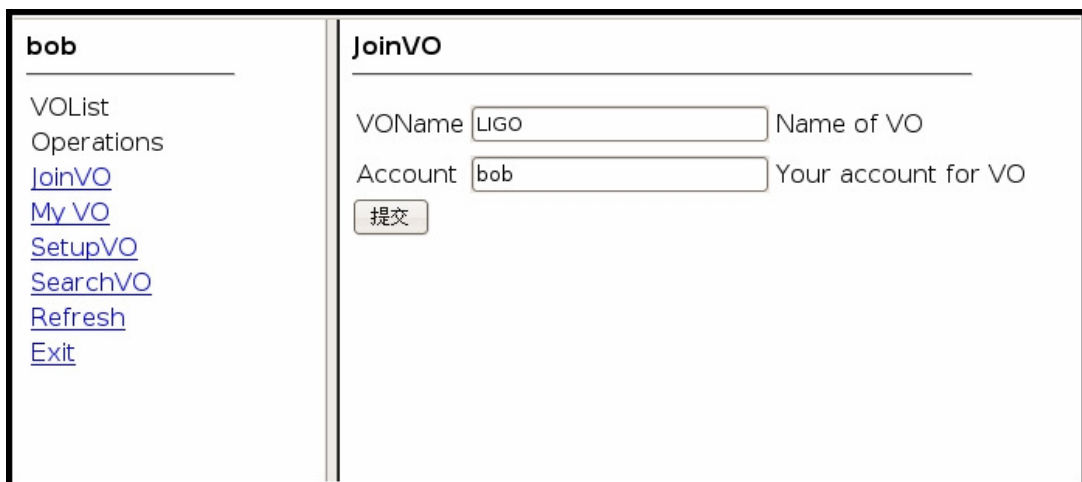 bob
VOList
Operations
JoinVO
My VO
SetupVO
SearchVO
Refresh
Exit
JoinVO
VOName LIGO Name of VO
Account bob Your account for VO
提交